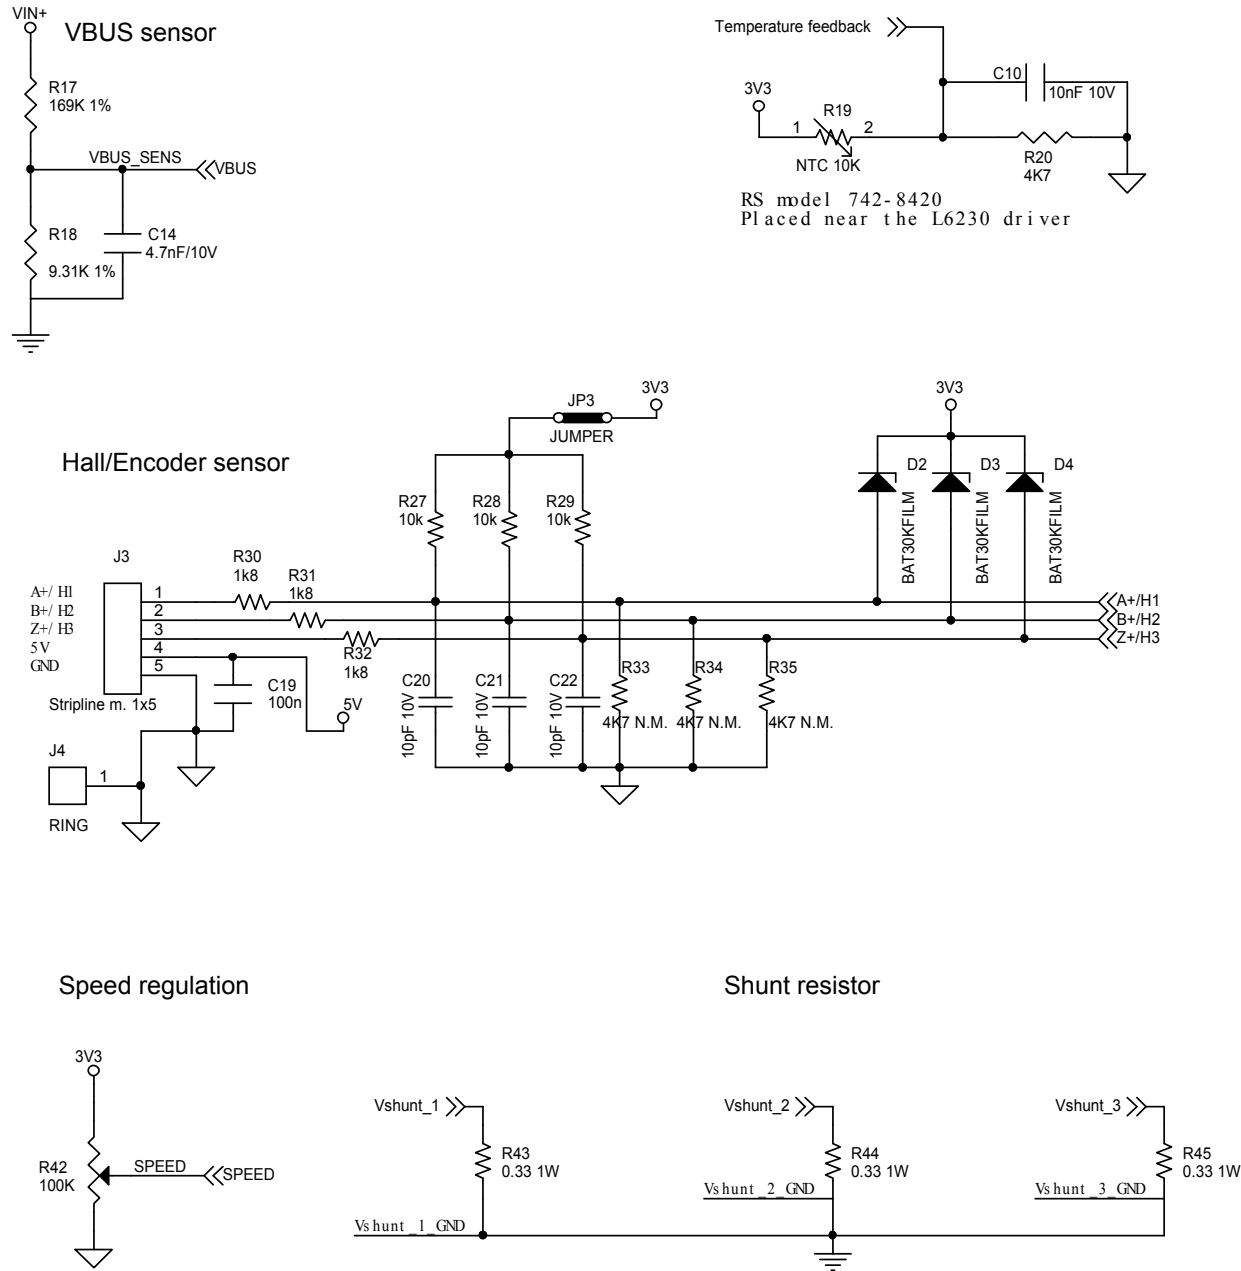 VIN+
VBUS sensor
R17
169K 1%
VBUS_SENS
VBUS
R18
9.31K 1%
C14
4.7nF/10V
Temperature feedback
C10
10nF 10V
3V3
R19
1
2
NTC 10K
R20
4K7
RS model 742-8420
Placed near the L6230 driver
Hall/Encoder sensor
JP3
JUMPER
3V3
3V3
D2
D3
D4
BAT30KFILM
BAT30KFILM
BAT30KFILM
R27
10k
R28
10k
R29
10k
J3
R30
1k8
R31
1k8
R32
1k8
A+/H1
B+/H2
Z+/H3
5V
GND
1
2
3
4
5
Stripline m. 1x5
A+/H1
B+/H2
Z+/H3
C19
100n
5V
C20
10pF 10V
C21
10pF 10V
C22
10pF 10V
R33
4K7 N.M.
R34
4K7 N.M.
R35
4K7 N.M.
J4
1
RING
Speed regulation
3V3
R42
100K
SPEED
SPEED
Shunt resistor
Vshunt_1
R43
0.33 1W
Vshunt_1_GND
Vshunt_2
R44
0.33 1W
Vshunt_2_GND
Vshunt_3
R45
0.33 1W
Vshunt_3_GND